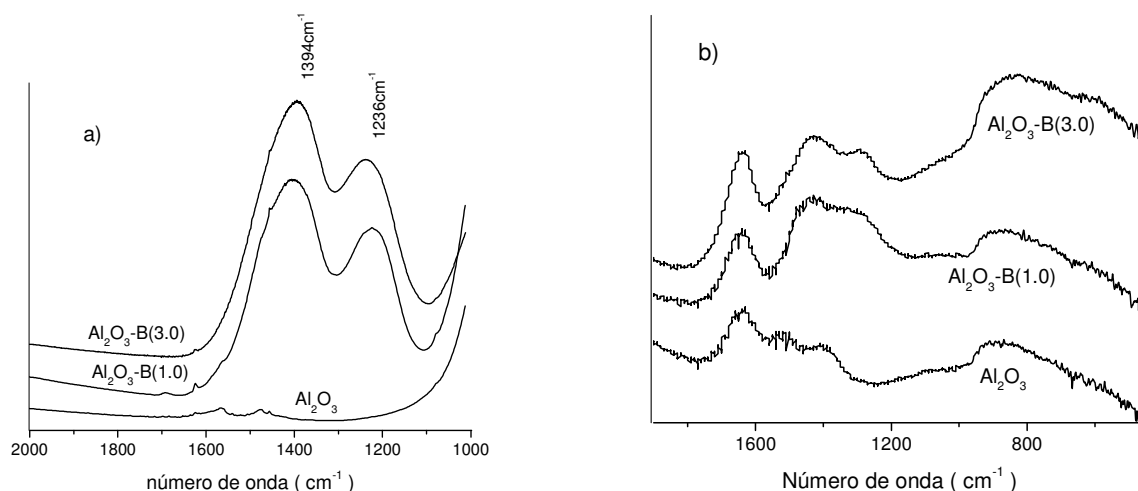 1394cm⁻¹
1236cm⁻¹
a)
Al₂O₃-B(3.0)
Al₂O₃-B(1.0)
Al₂O₃
2000 1800 1600 1400 1200 1000
número de onda ( cm⁻¹ )
b)
Al₂O₃-B(3.0)
Al₂O₃-B(1.0)
Al₂O₃
1600 1200 800
Número de onda ( cm⁻¹ )